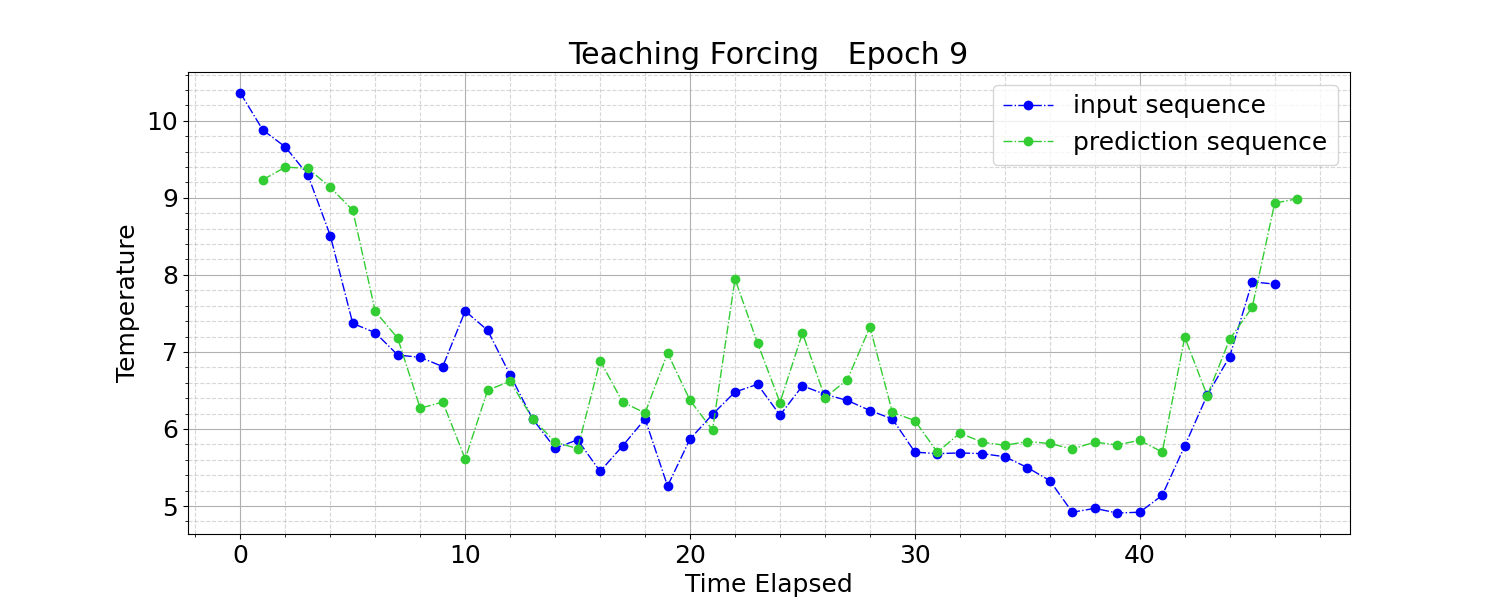 Teaching Forcing   Epoch 9
input sequence
prediction sequence
Temperature
10
9
8
7
6
5
0 10 20 30 40
Time Elapsed